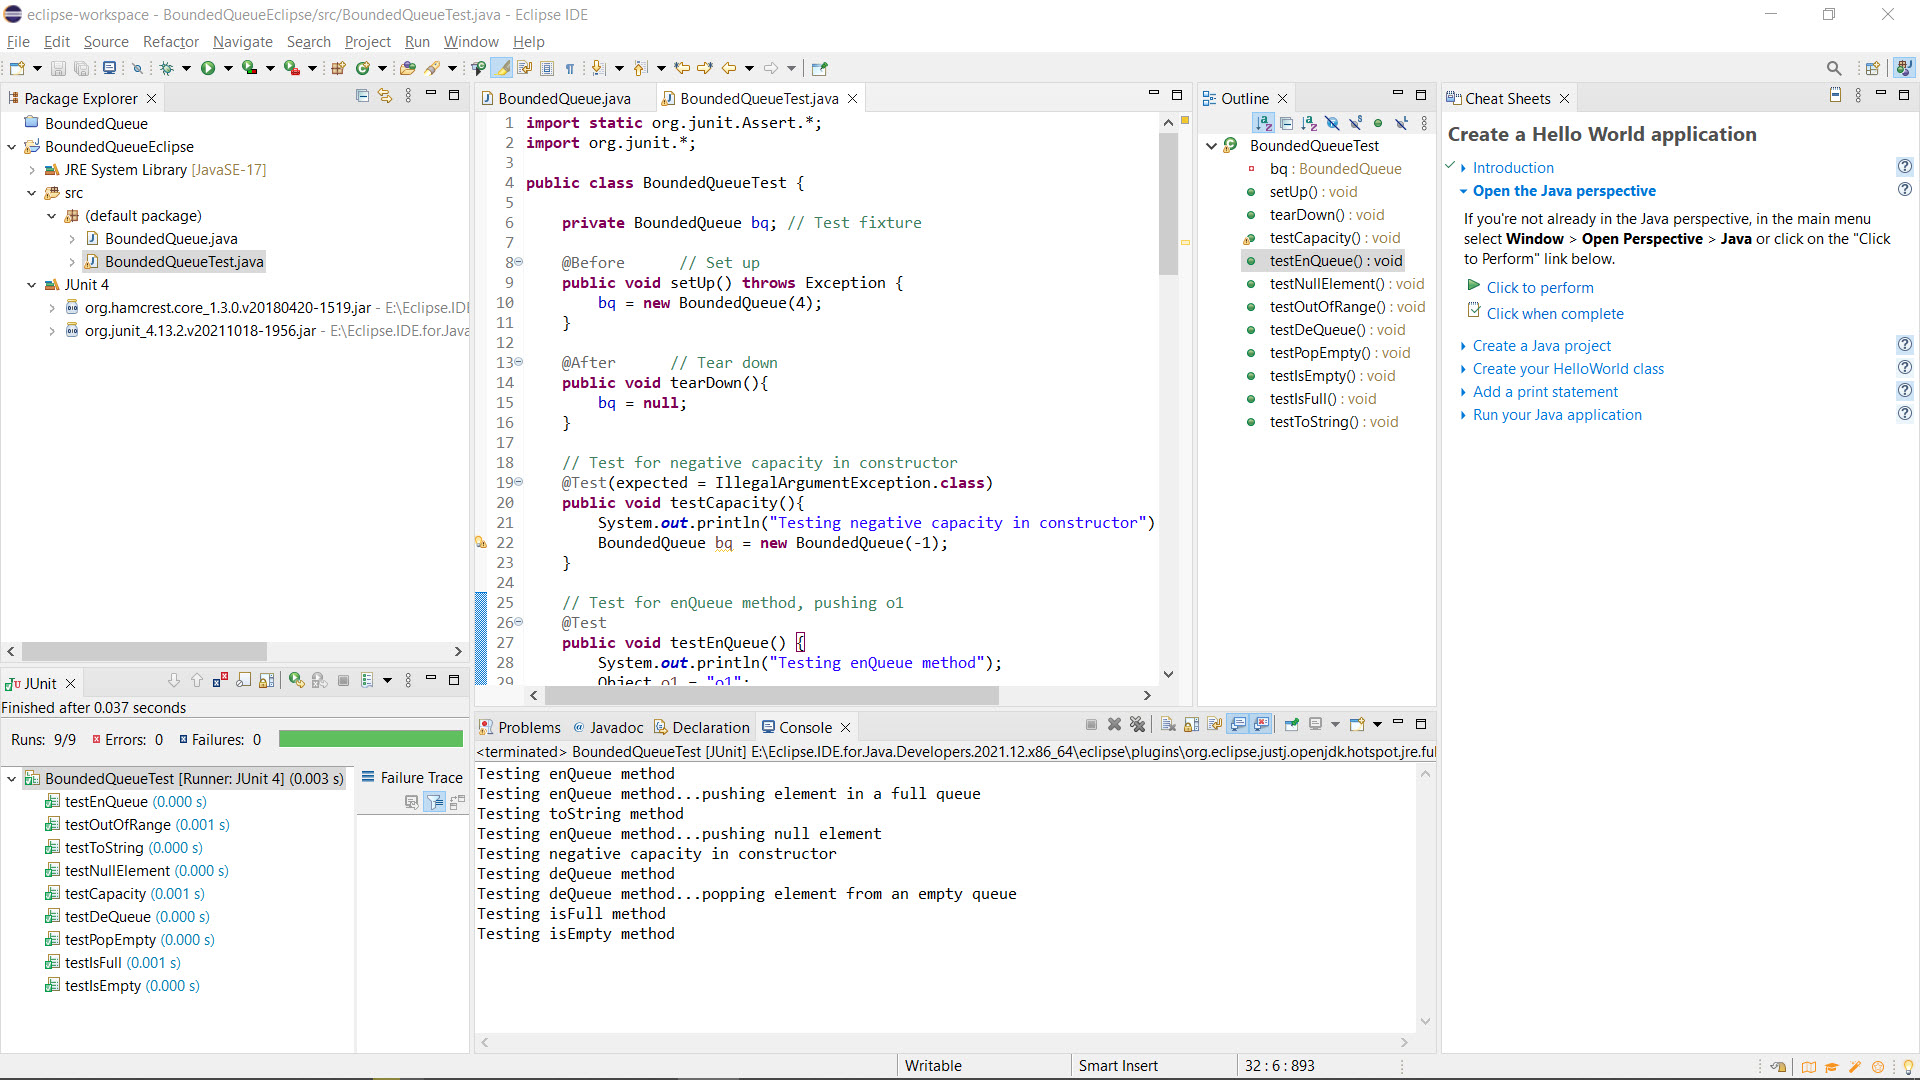 eclipse-workspace - BoundedQueueEclipse/src/BoundedQueueTest.java - Eclipse IDE
File Edit Source Refactor Navigate Search Project Run Window Help
Package Explorer
BoundedQueue
BoundedQueueEclipse
JRE System Library [JavaSE-17]
src
(default package)
BoundedQueue.java
BoundedQueueTest.java
JUnit 4
org.hamcrest.core_1.3.0.v20180420-1519.jar - E:\Eclipse.IDE
org.junit_4.13.2.v20211018-1956.jar - E:\Eclipse.IDE.for.Java
BoundedQueue.java
BoundedQueueTest.java
1 import static org.junit.Assert.*;
2 import org.junit.*;
3
4 public class BoundedQueueTest {
5
6 private BoundedQueue bq; // Test fixture
7
8 @Before // Set up
9 public void setUp() throws Exception {
10 bq = new BoundedQueue(4);
11 }
12
13 @After // Tear down
14 public void tearDown(){
15 bq = null;
16 }
17
18 // Test for negative capacity in constructor
19 @Test(expected = IllegalArgumentException.class)
20 public void testCapacity(){
21 System.out.println("Testing negative capacity in constructor")
22 BoundedQueue bq = new BoundedQueue(-1);
23 }
24
25 // Test for enQueue method, pushing o1
26 @Test
27 public void testEnQueue() {
28 System.out.println("Testing enQueue method");
29 Object o1 = "o1";
Outline
BoundedQueueTest
bq : BoundedQueue
setUp() : void
tearDown() : void
testCapacity() : void
testEnQueue() : void
testNullElement() : void
testOutOfRange() : void
testDeQueue() : void
testPopEmpty() : void
testIsEmpty() : void
testIsFull() : void
testToString() : void
Cheat Sheets
Create a Hello World application
Introduction
Open the Java perspective
If you're not already in the Java perspective, in the main menu
select Window > Open Perspective > Java or click on the "Click
to Perform" link below.
Click to perform
Click when complete
Create a Java project
Create your HelloWorld class
Add a print statement
Run your Java application
JUnit
Finished after 0.037 seconds
Runs: 9/9 Errors: 0 Failures: 0
BoundedQueueTest [Runner: JUnit 4] (0.003 s)
testEnQueue (0.000 s)
testOutOfRange (0.001 s)
testToString (0.000 s)
testNullElement (0.000 s)
testCapacity (0.001 s)
testDeQueue (0.000 s)
testPopEmpty (0.000 s)
testIsFull (0.001 s)
testIsEmpty (0.000 s)
Failure Trace
Problems Javadoc Declaration Console
<terminated> BoundedQueueTest [JUnit] E:\Eclipse.IDE.for.Java.Developers.2021.12.x86_64\eclipse\plugins\org.eclipse.justj.openjdk.hotspot.jre.ful
Testing enQueue method
Testing enQueue method...pushing element in a full queue
Testing toString method
Testing enQueue method...pushing null element
Testing negative capacity in constructor
Testing deQueue method
Testing deQueue method...popping element from an empty queue
Testing isFull method
Testing isEmpty method
Writable Smart Insert 32 : 6 : 893